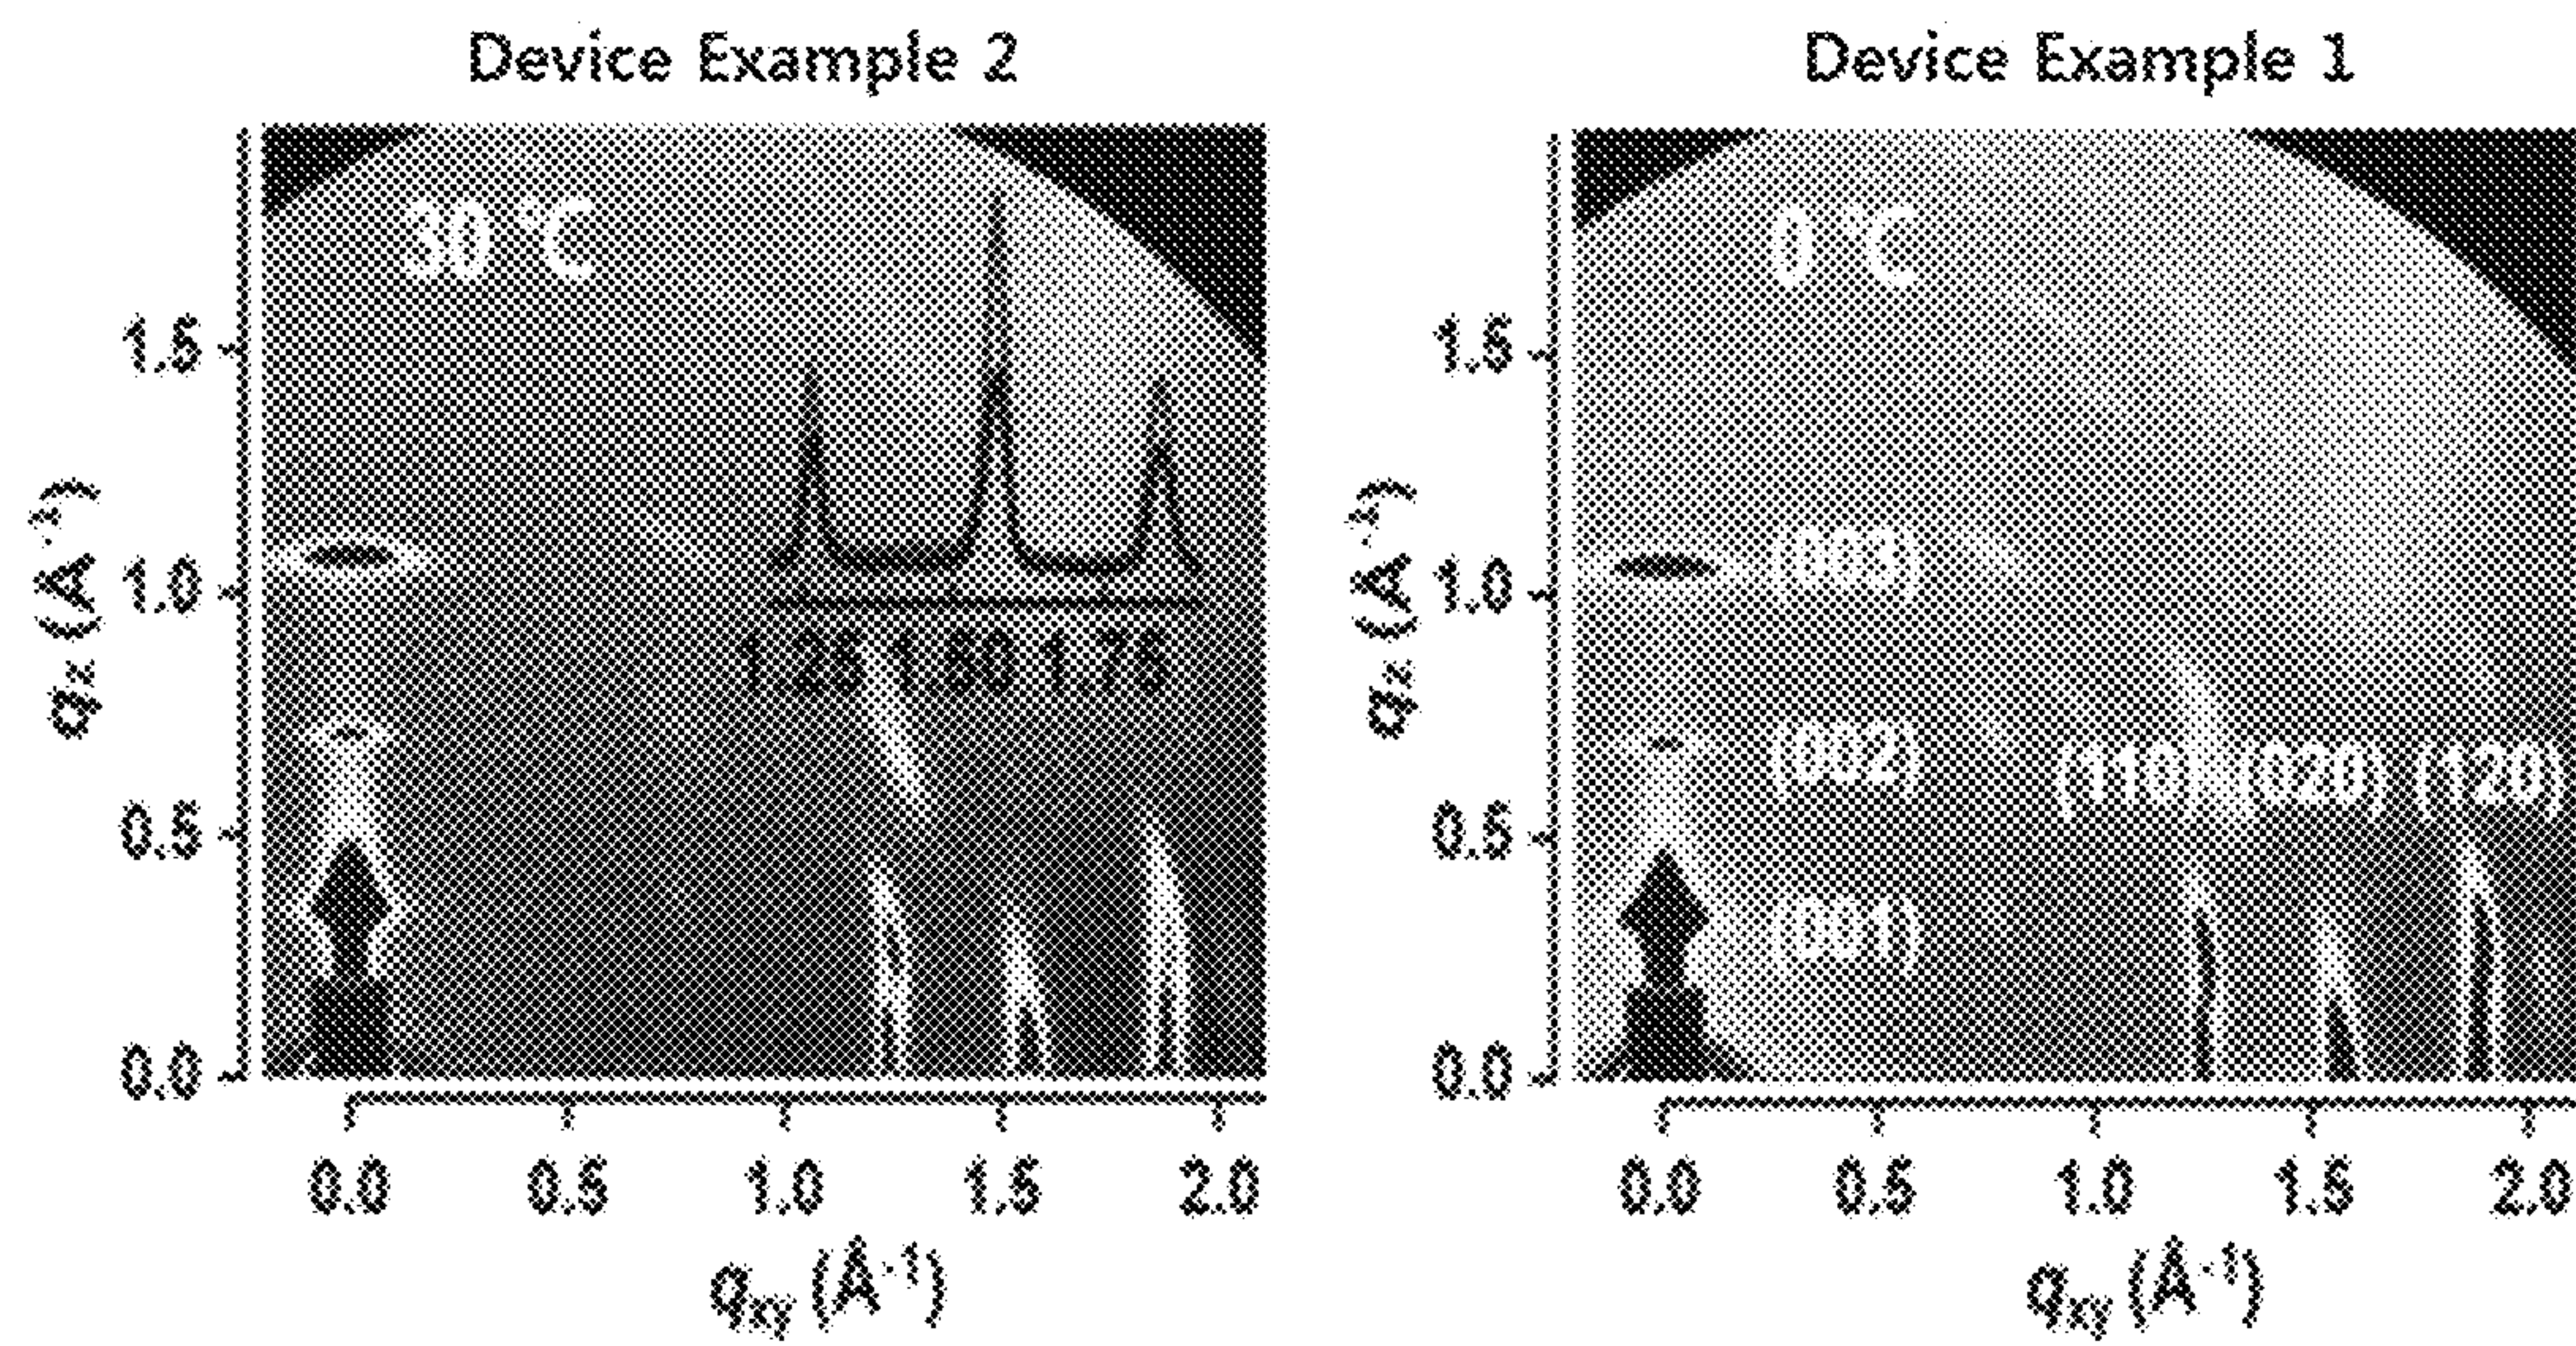 Device Example 2
30 °C
1.5
1.0
0.5
0.0
qz (Å-1)
1.25 1.50 1.75
0.0 0.5 1.0 1.5 2.0
qxy (Å-1)
Device Example 1
0 °C
1.5
1.0
0.5
0.0
qz (Å-1)
(003)
(002)
(110) (020) (120)
(001)
0.0 0.5 1.0 1.5 2.0
qxy (Å-1)